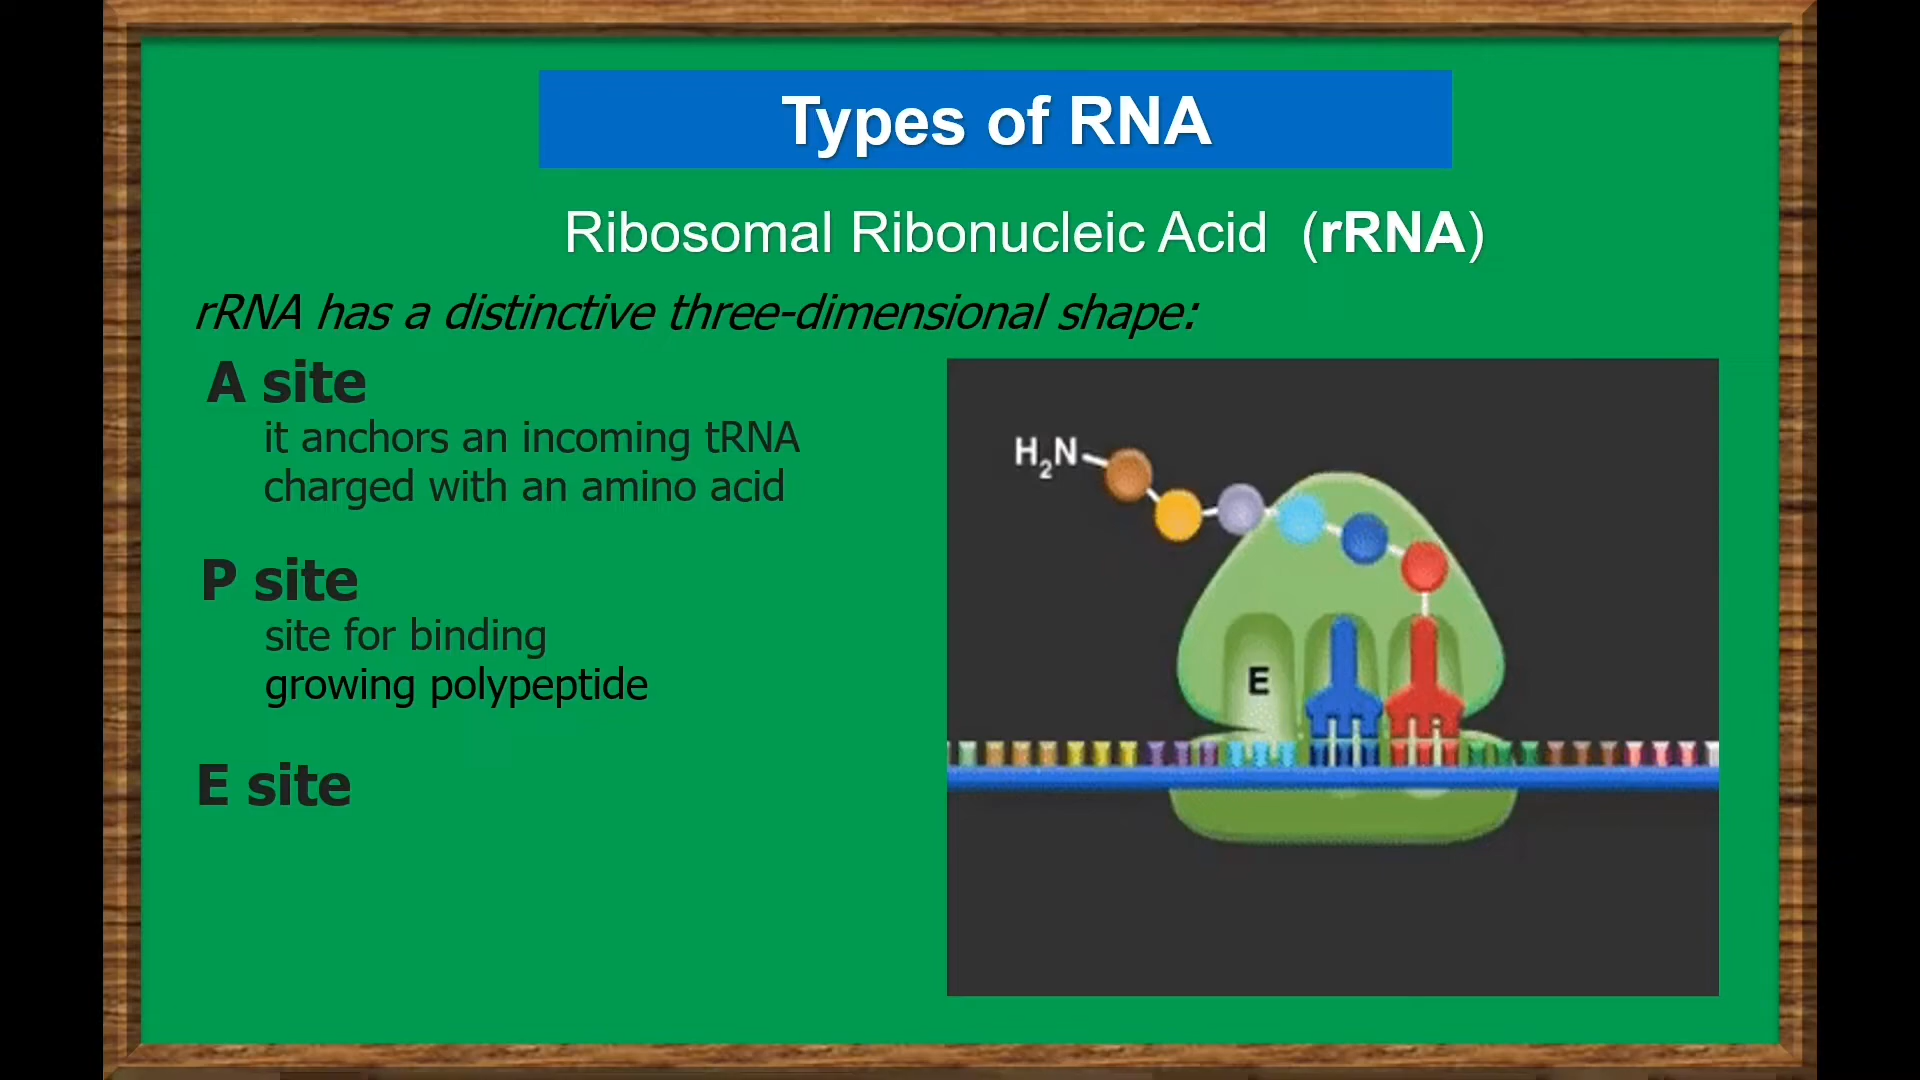 Types of RNA
Ribosomal Ribonucleic Acid (rRNA)
rRNA has a distinctive three-dimensional shape:
A site
it anchors an incoming tRNA
charged with an amino acid
P site
site for binding
growing polypeptide
E site
H₂N
E